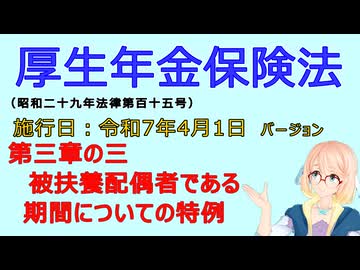 厚生年金保険法
（昭和二十九年法律第百十五号）
施行日：令和7年4月1日 バージョン
第三章の三
被扶養配偶者である
期間についての特例